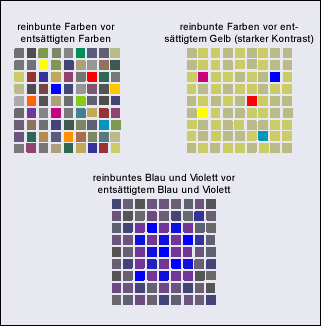 reinbunte Farben vor
entsättigten Farben
reinbunte Farben vor ent-
sättigtem Gelb (starker Kontrast)
reinbuntes Blau und Violett vor
entsättigtem Blau und Violett